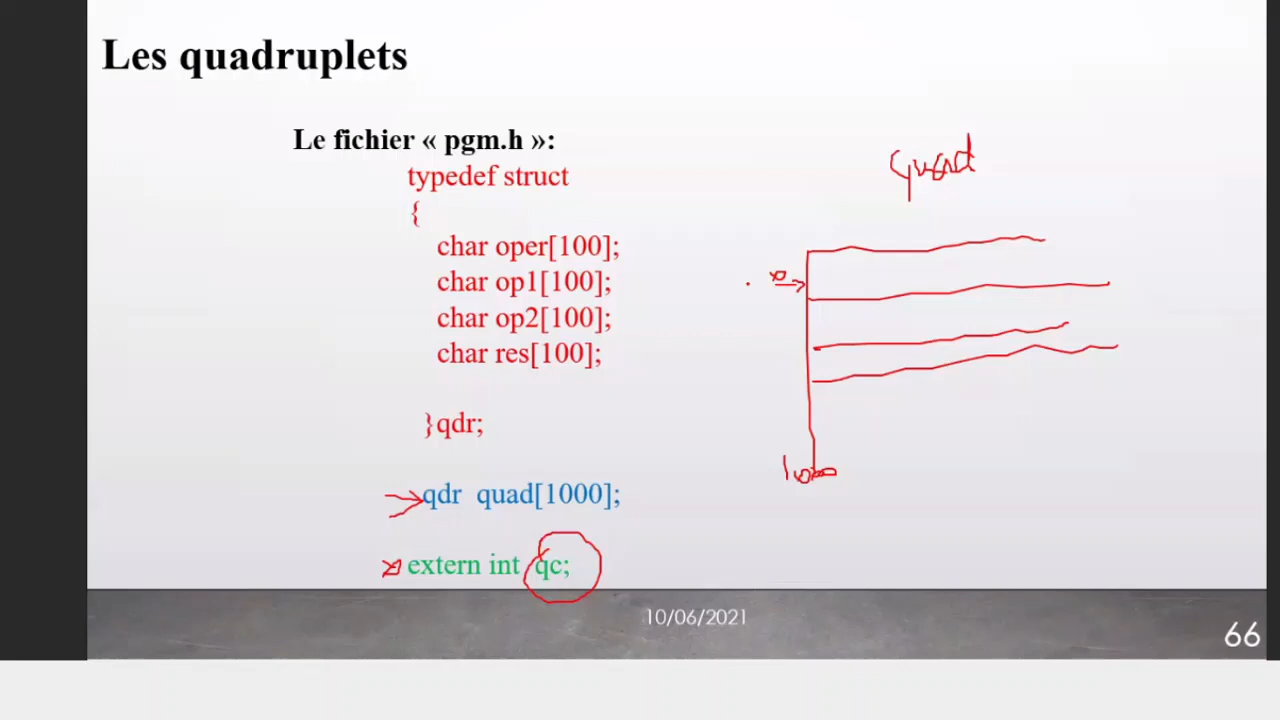 Les quadruplets
Le fichier « pgm.h »:
typedef struct
{
char oper[100];
char op1[100];
char op2[100];
char res[100];
}qdr;
qdr quad[1000];
extern int qc;
quad
1000
10/06/2021
66